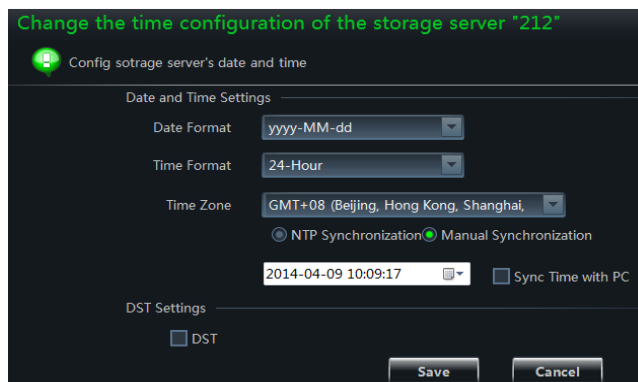 Change the time configuration of the storage server "212"
Config sotrage server's date and time
Date and Time Settings
Date Format yyyy-MM-dd
Time Format 24-Hour
Time Zone GMT+08 (Beijing, Hong Kong, Shanghai,
NTP Synchronization Manual Synchronization
2014-04-09 10:09:17 Sync Time with PC
DST Settings
DST
Save Cancel